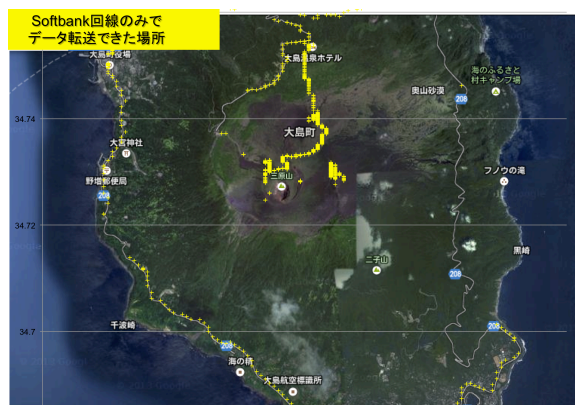 Softbank回線のみで
データ転送できた場所
大島町役場
大島温泉ホテル
海のふるさと
村キャンプ場
奥山砂漠
208
34.74
大島町
大宮神社
三原山
フノウの滝
野増郵便局
208
34.72
黒崎
二子山
208
34.7
千波崎
208
208
海の精
大島航空標識所